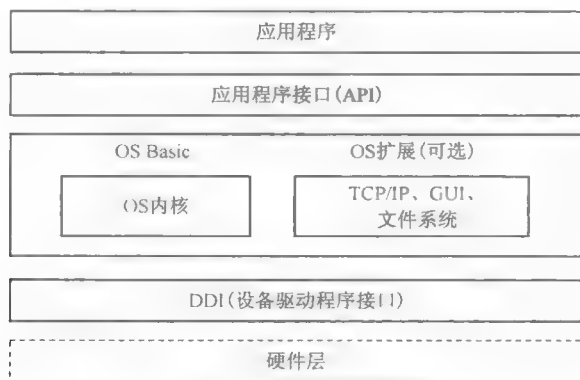 应用程序
应用程序接口(API)
OS Basic
OS扩展(可选)
OS内核
TCP/IP、GUI、
文件系统
DDI(设备驱动程序接口)
硬件层